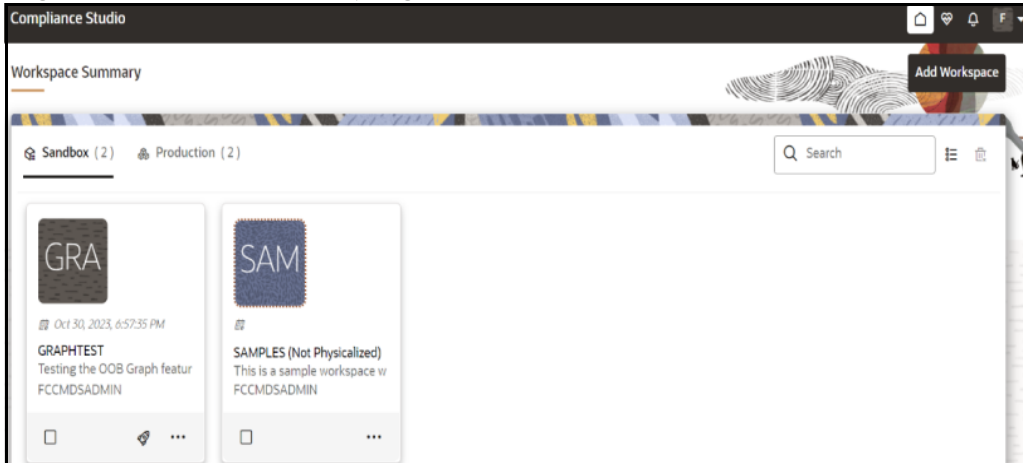 Compliance Studio
F
Workspace Summary
Add Workspace
Sandbox (2)
Production (2)
Search
GRA
SAM
Oct 30, 2023, 6:57:35 PM
GRAPHTEST
Testing the OOB Graph featur
FCCMDSADMIN
SAMPLES (Not Physicalized)
This is a sample workspace w
FCCMDSADMIN